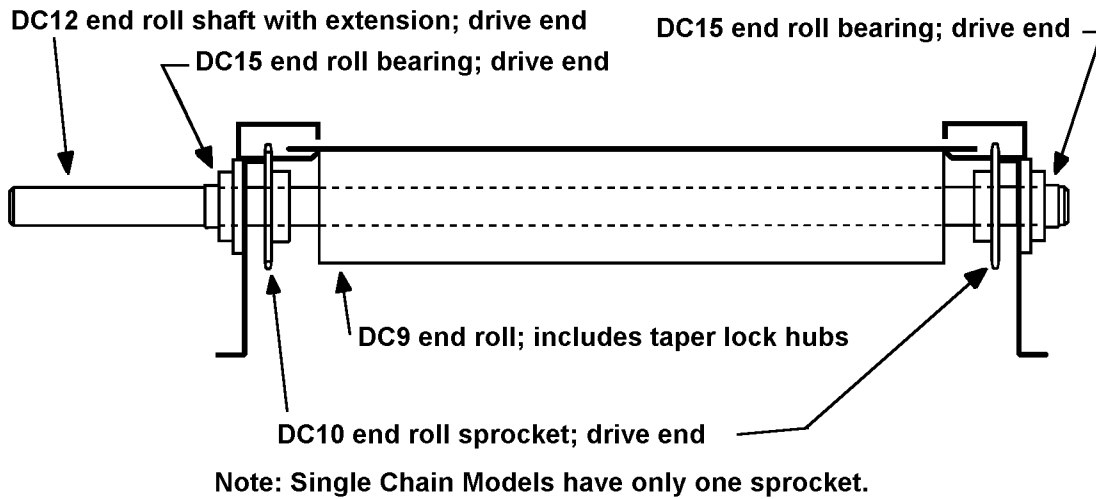 DC12 end roll shaft with extension; drive end
DC15 end roll bearing; drive end
DC15 end roll bearing; drive end
DC9 end roll; includes taper lock hubs
DC10 end roll sprocket; drive end
Note: Single Chain Models have only one sprocket.